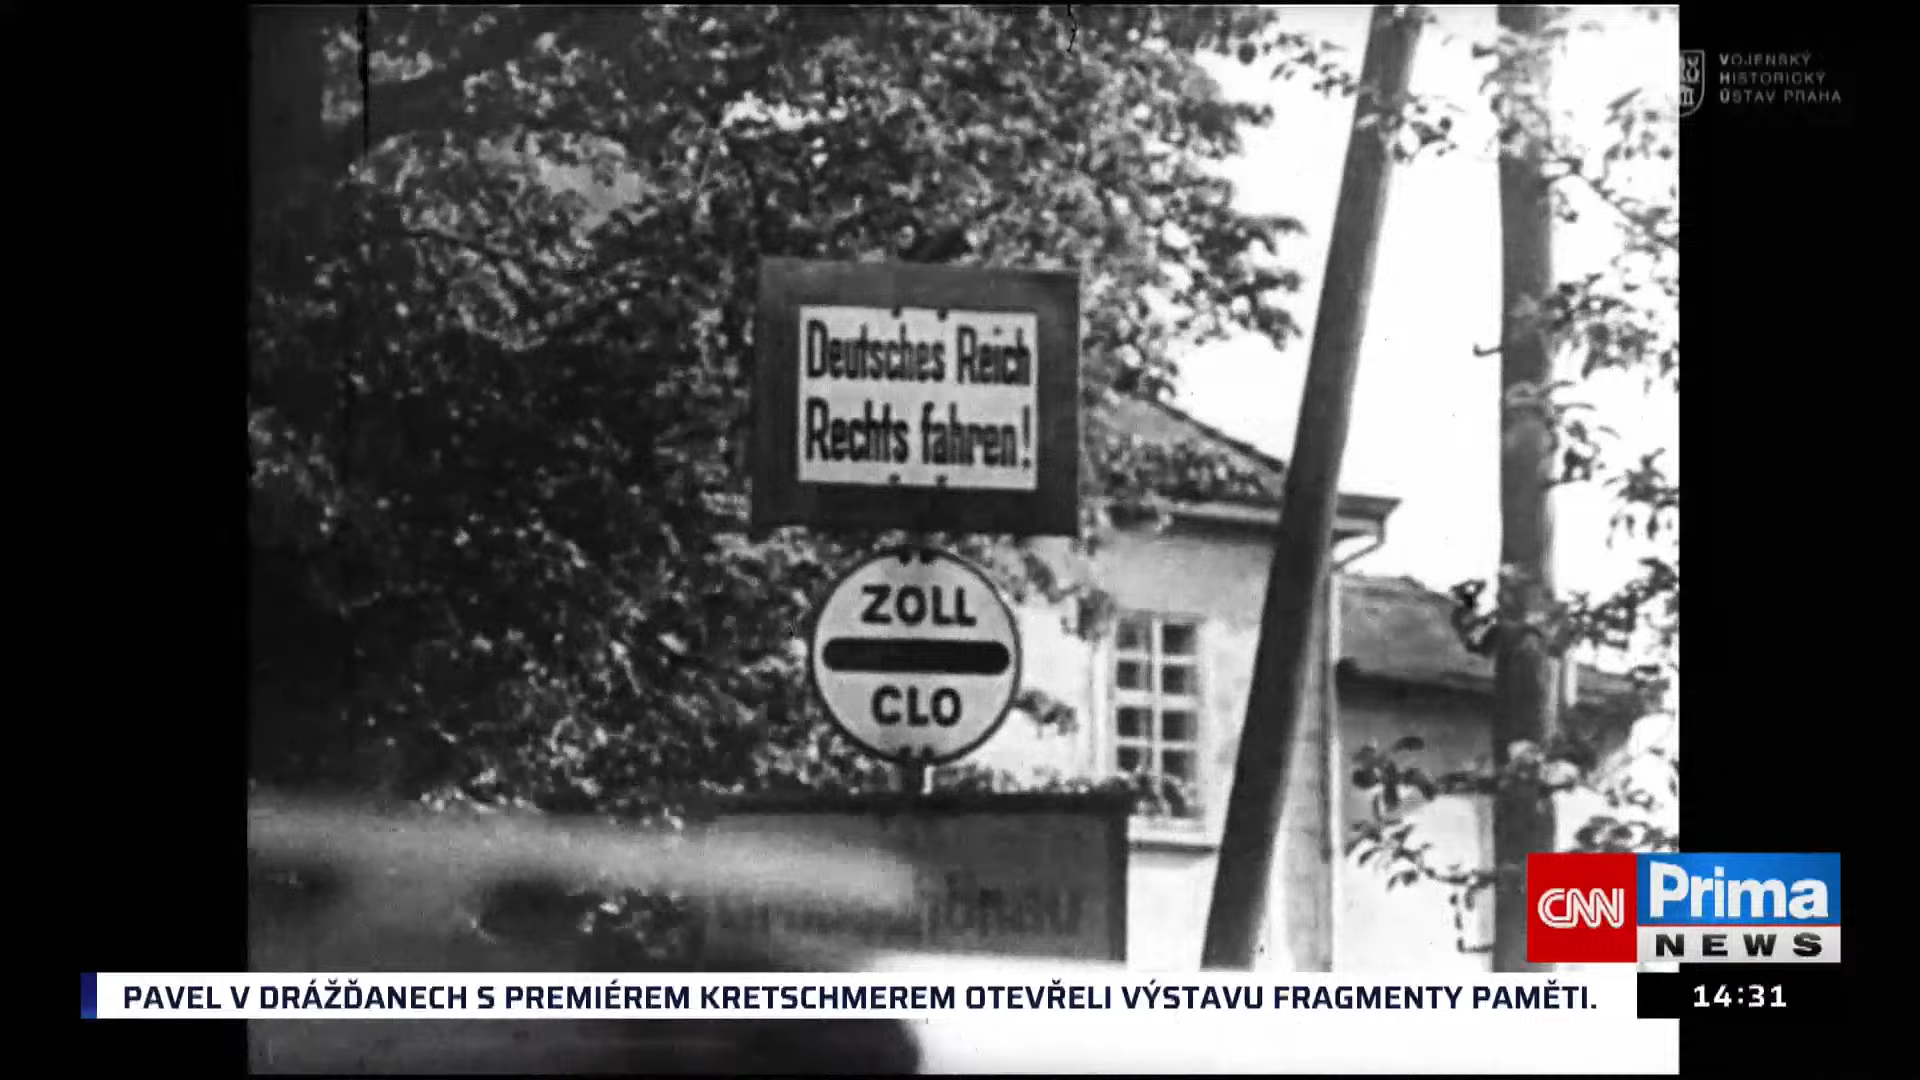 VOJENSKÝ
HISTORICKÝ
ÚSTAV PRAHA
Deutsches Reich
Rechts fahren!
ZOLL
CLO
CNN Prima
NEWS
PAVEL V DRÁŽĎANECH S PREMIÉREM KRETSCHMEREM OTEVŘELI VÝSTAVU FRAGMENTY PAMĚTI.
14:31